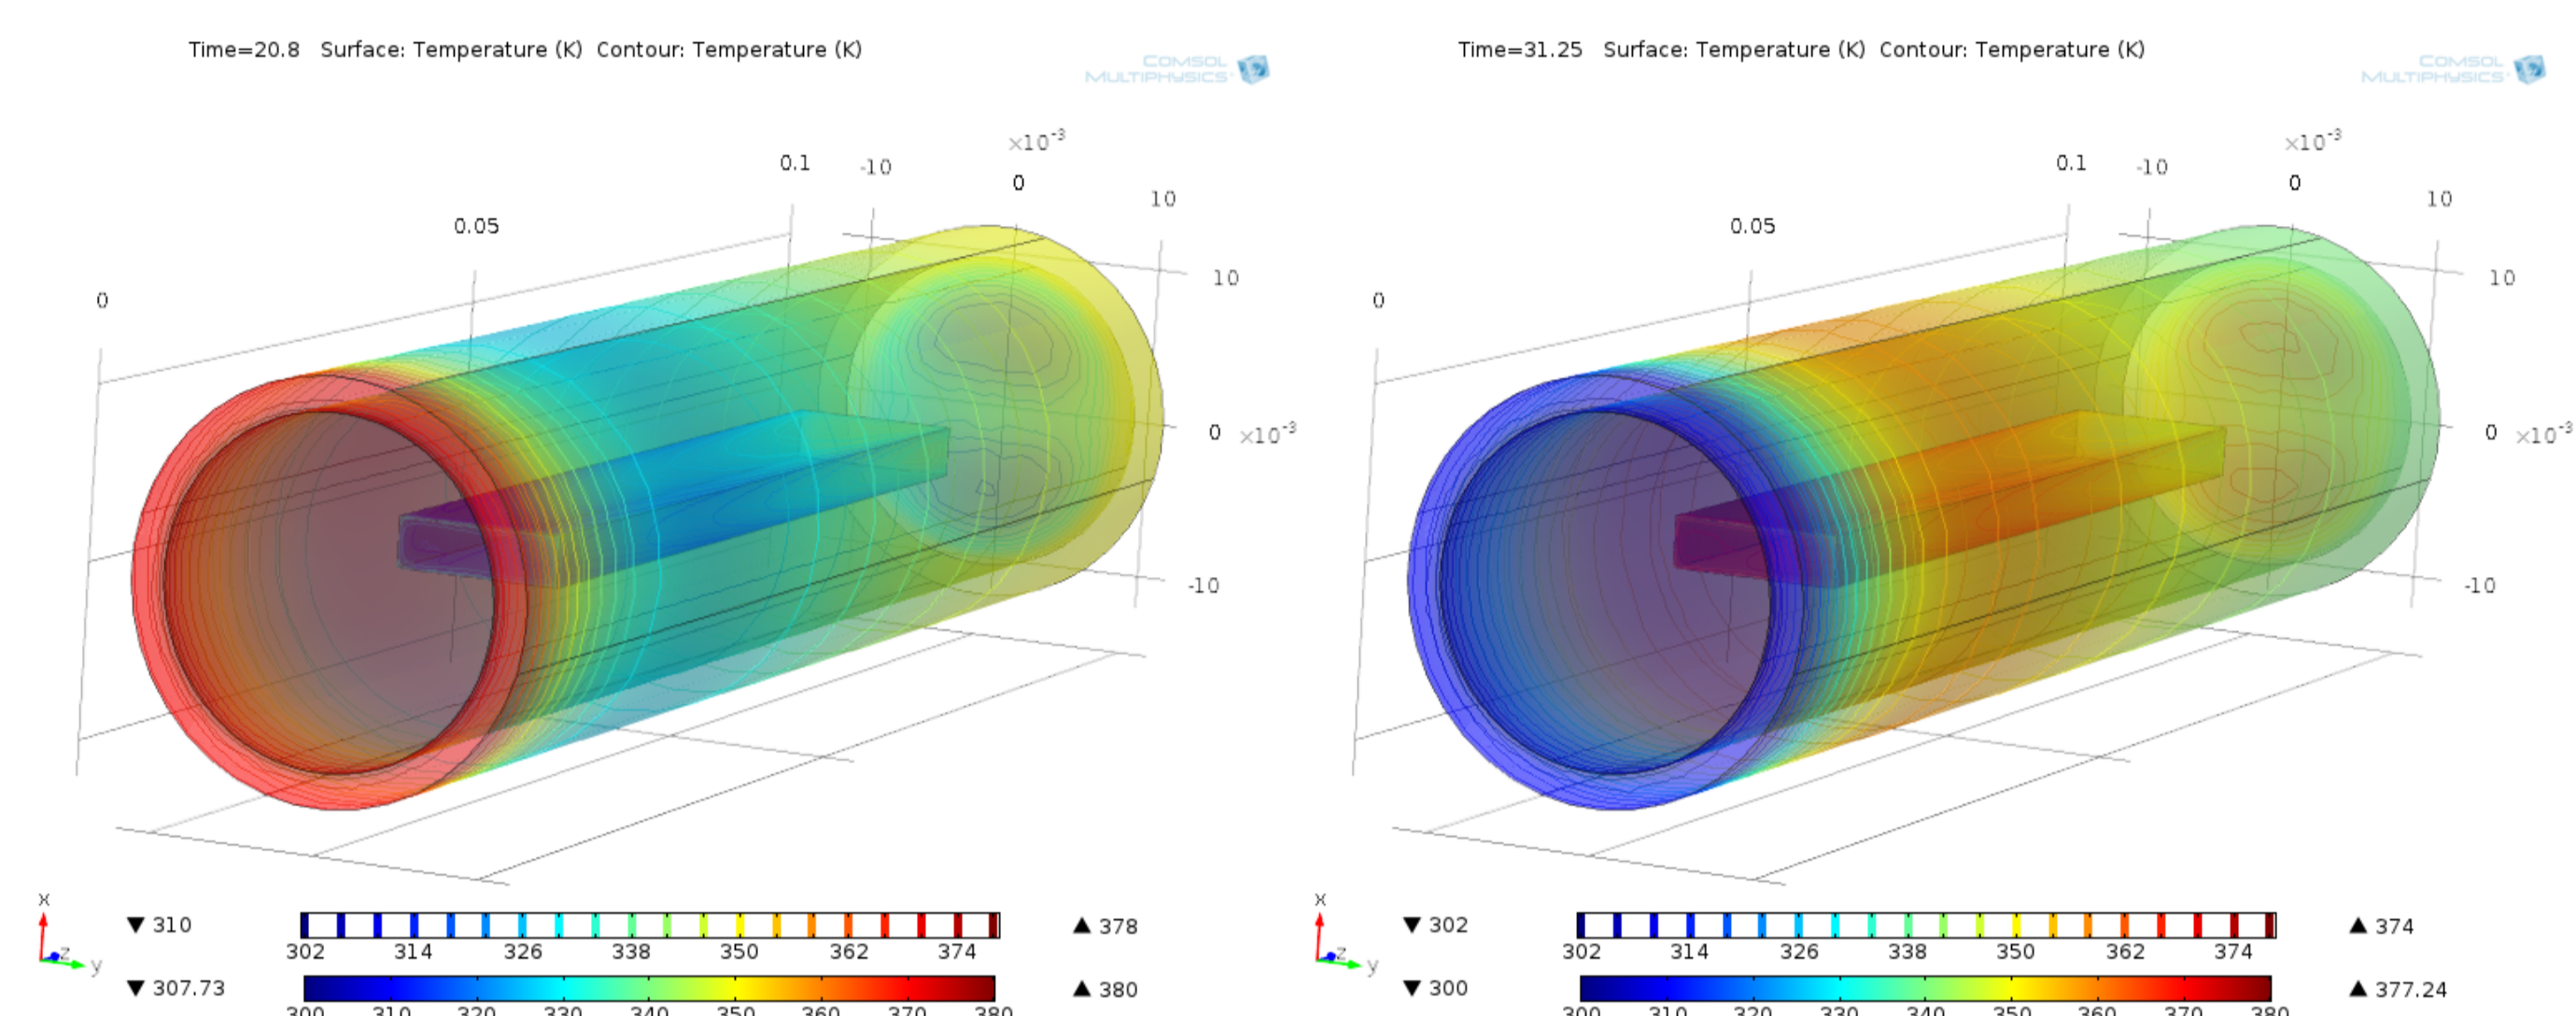 Time=20.8 Surface: Temperature (K) Contour: Temperature (K)
COMSOL
MULTIPHYSICS
×10⁻³
0.1 -10 0 10
0.05
0
10
0 ×10⁻³
-10
x
z
y
▼ 310
302 314 326 338 350 362 374
▲ 378
▼ 307.73
300 310 320 330 340 350 360 370 380
▲ 380
Time=31.25 Surface: Temperature (K) Contour: Temperature (K)
COMSOL
MULTIPHYSICS
×10⁻³
0.1 -10 0 10
0.05
0
10
0 ×10⁻³
-10
x
z
y
▼ 302
302 314 326 338 350 362 374
▲ 374
▼ 300
300 310 320 330 340 350 360 370 380
▲ 377.24